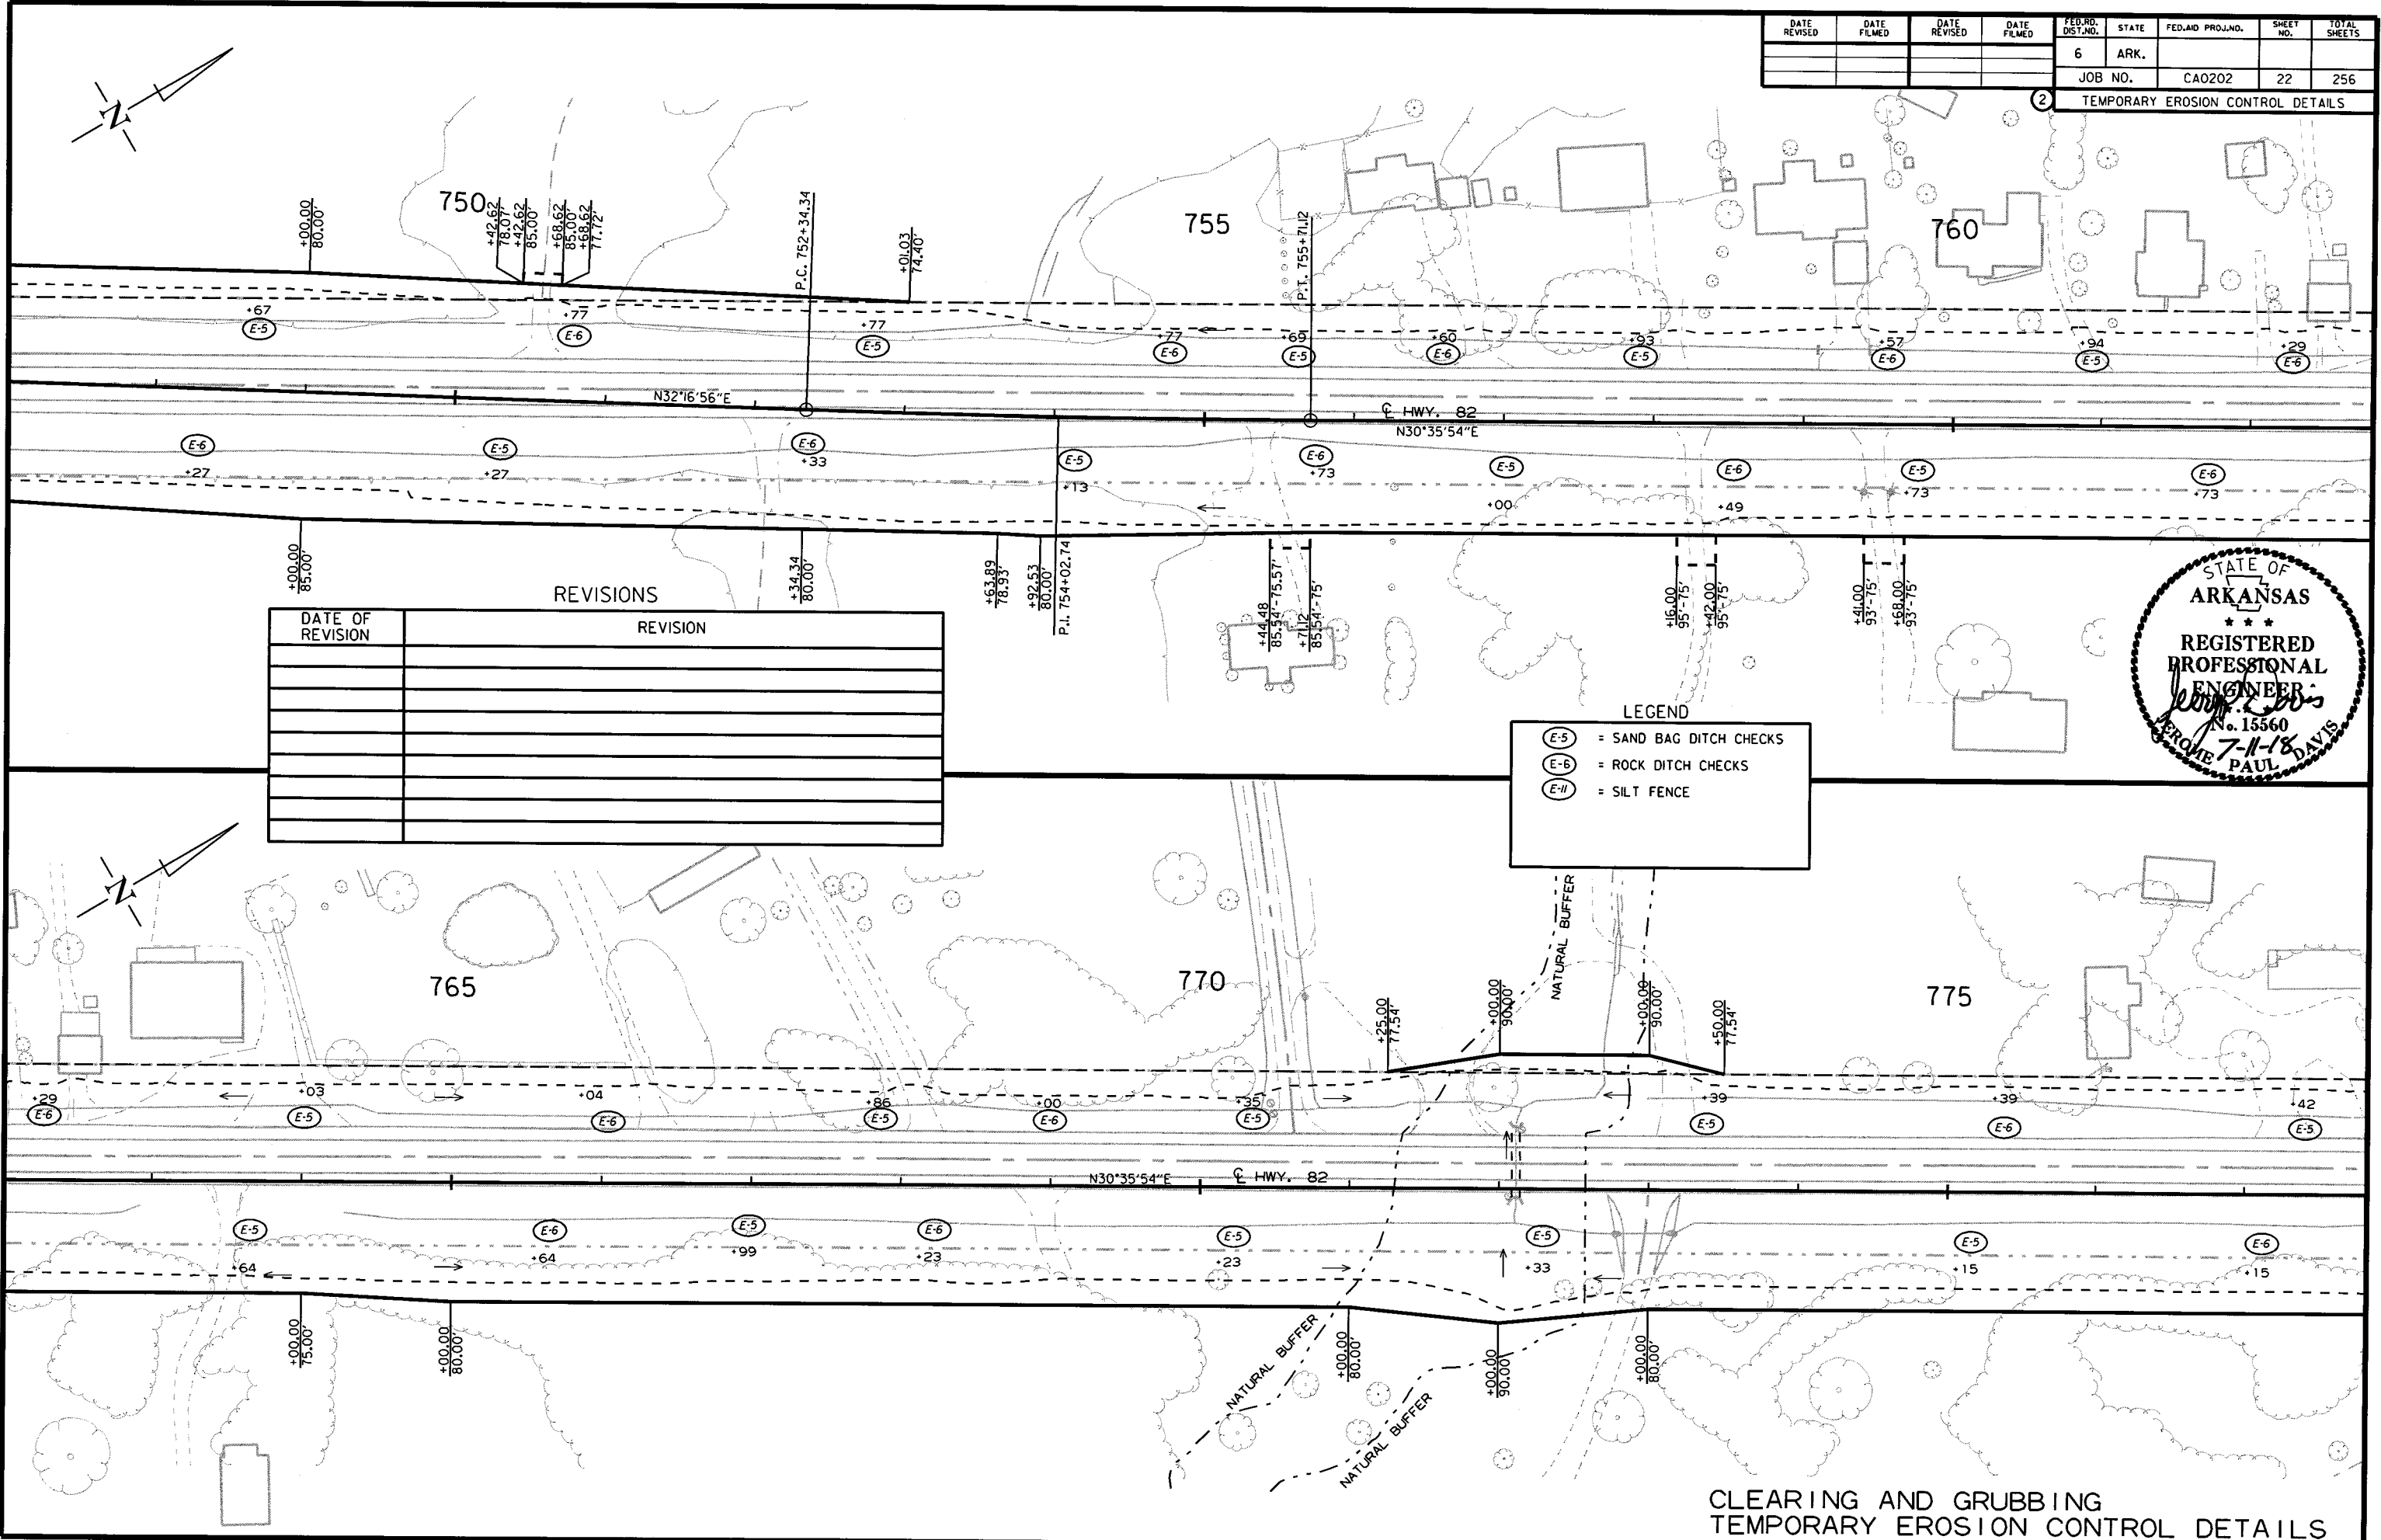 DATE REVISED
DATE FILMED
DATE REVISED
DATE FILMED
FED.RD. DIST.NO.
STATE
FED.AID PROJ.NO.
SHEET NO.
TOTAL SHEETS
6
ARK.
JOB NO.
CA0202
22
256
2
TEMPORARY EROSION CONTROL DETAILS
N
750
755
760
+00.00
80.00'
+42.62
78.07'
+42.62
85.00'
+68.62
85.00'
+68.62
77.72'
P.C. 752+34.34
+01.03
74.40'
P.T. 755+71.12
+67
E-5
+77
E-6
+77
E-5
+77
E-6
+69
E-5
+60
E-6
+93
E-5
+57
E-6
+94
E-5
+29
E-6
N32°16'56"E
℄ HWY. 82
N30°35'54"E
E-6
+27
E-5
+27
E-6
+33
E-5
+13
E-6
+73
E-5
+00
E-6
+49
E-5
+73
E-6
+73
+00.00
85.00'
+34.34
80.00'
+63.89
78.93'
+92.53
80.00'
P.I. 754+02.74
+44.48
85.54'-75.57'
+71.12
85.54'-75'
+16.00
95'-75'
+42.00
95'-75'
+41.00
93'-75'
+68.00
93'-75'
REVISIONS
DATE OF REVISION
REVISION
STATE OF
ARKANSAS
* * *
REGISTERED
PROFESSIONAL
ENGINEER
No. 15560
7-11-18
JEROME PAUL DAVIS
LEGEND
E-5 = SAND BAG DITCH CHECKS
E-6 = ROCK DITCH CHECKS
E-11 = SILT FENCE
N
765
770
775
NATURAL BUFFER
+25.00
77.54'
+00.00
90.00'
+00.00
90.00'
+50.00
77.54'
+29
E-6
+03
E-5
+04
E-6
+86
E-5
+00
E-6
+35
E-5
+39
E-5
+39
E-6
+42
E-5
N30°35'54"E
℄ HWY. 82
E-5
+64
E-6
+64
E-5
+99
E-6
+23
E-5
+23
E-5
+33
E-5
+15
E-6
+15
+00.00
75.00'
+00.00
80.00'
+00.00
80.00'
+00.00
90.00'
+00.00
80.00'
NATURAL BUFFER
NATURAL BUFFER
CLEARING AND GRUBBING
TEMPORARY EROSION CONTROL DETAILS